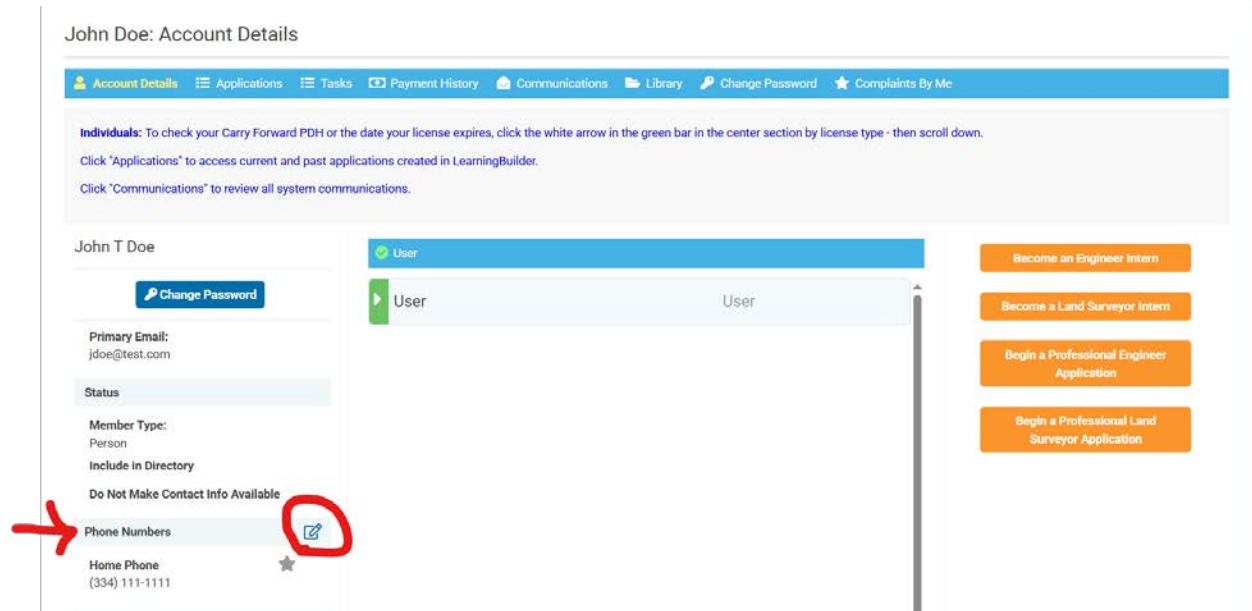 John Doe: Account Details
Account Details Applications Tasks Payment History Communications Library Change Password Complaints By Me
Individuals: To check your Carry Forward PDH or the date your license expires, click the white arrow in the green bar in the center section by license type - then scroll down.
Click "Applications" to access current and past applications created in LearningBuilder.
Click "Communications" to review all system communications.
John T Doe
Change Password
Primary Email:
jdoe@test.com
Status
Member Type:
Person
Include in Directory
Do Not Make Contact Info Available
Phone Numbers
Home Phone
(334) 111-1111
User
User User
Become an Engineer Intern
Become a Land Surveyor Intern
Begin a Professional Engineer
Application
Begin a Professional Land
Surveyor Application